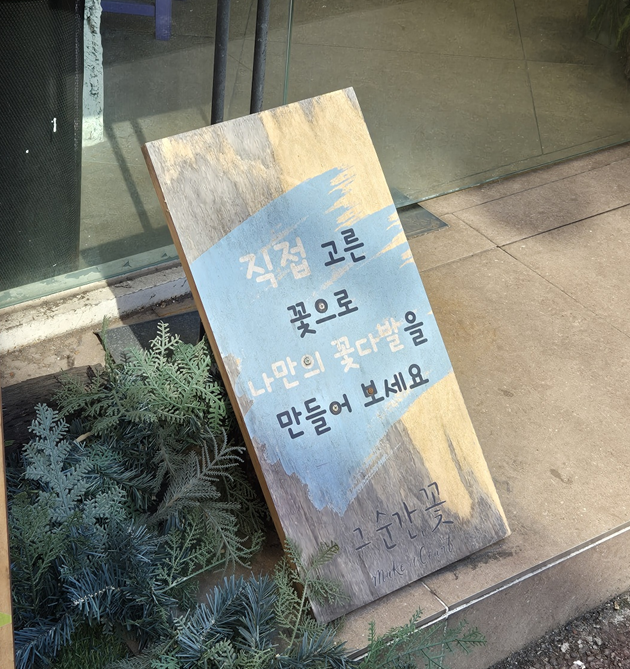 직접 고른
꽃으로
나만의 꽃다발을
만들어 보세요
그 순간, 꽃